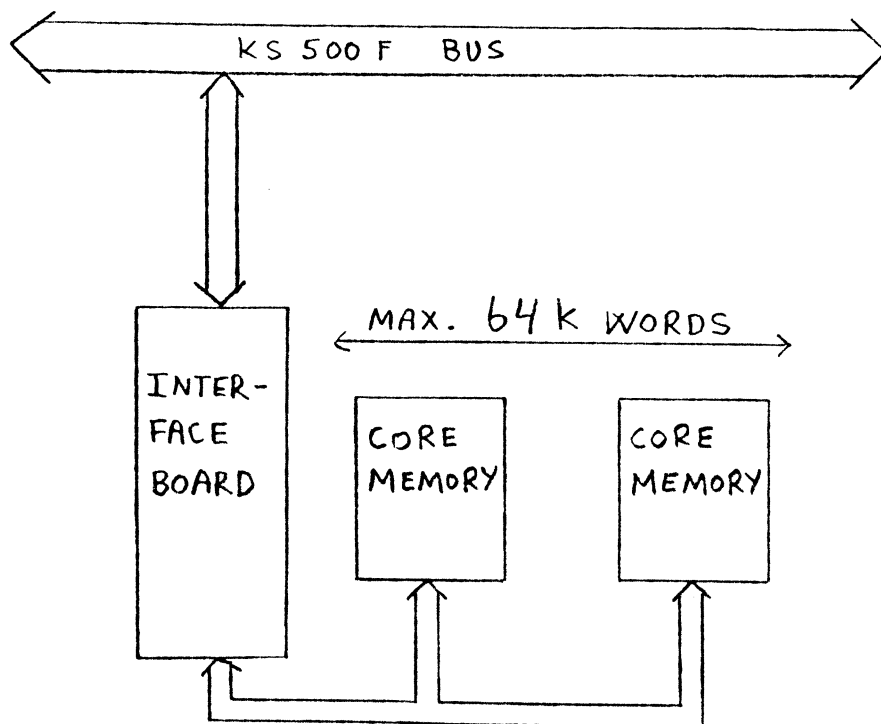 KS 500 F BUS
MAX. 64 K WORDS
INTER-
FACE
BOARD
CORE
MEMORY
CORE
MEMORY